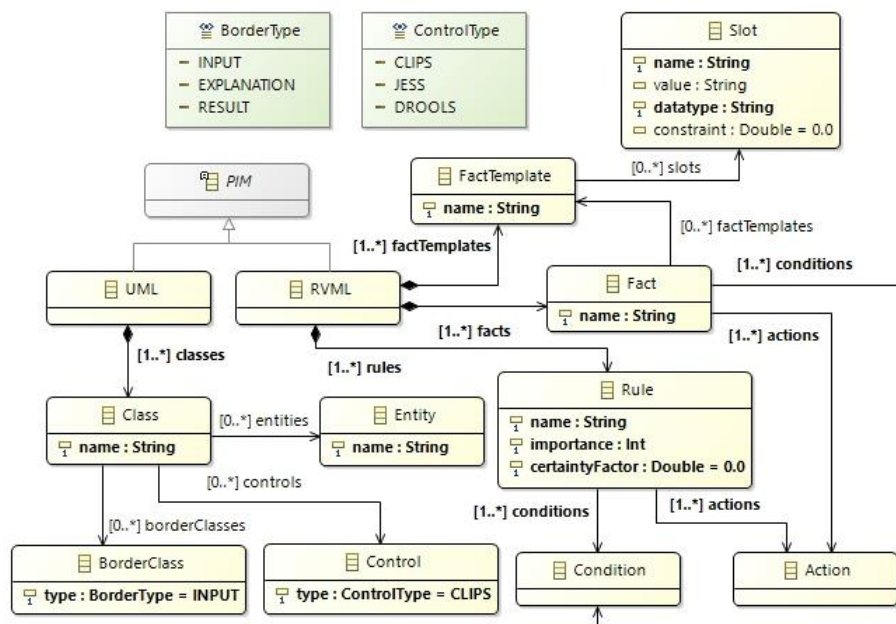 BorderType
INPUT
EXPLANATION
RESULT
ControlType
CLIPS
JESS
DROOLS
Slot
name : String
value : String
datatype : String
constraint : Double = 0.0
PIM
FactTemplate
name : String
[0..*] slots
[0..*] factTemplates
[1..*] factTemplates
[1..*] conditions
UML
RVML
Fact
name : String
[1..*] facts
[1..*] actions
[1..*] classes
[1..*] rules
Class
name : String
[0..*] entities
Entity
name : String
Rule
name : String
importance : Int
certaintyFactor : Double = 0.0
[0..*] controls
[0..*] borderClasses
[1..*] conditions
[1..*] actions
BorderClass
type : BorderType = INPUT
Control
type : ControlType = CLIPS
Condition
Action